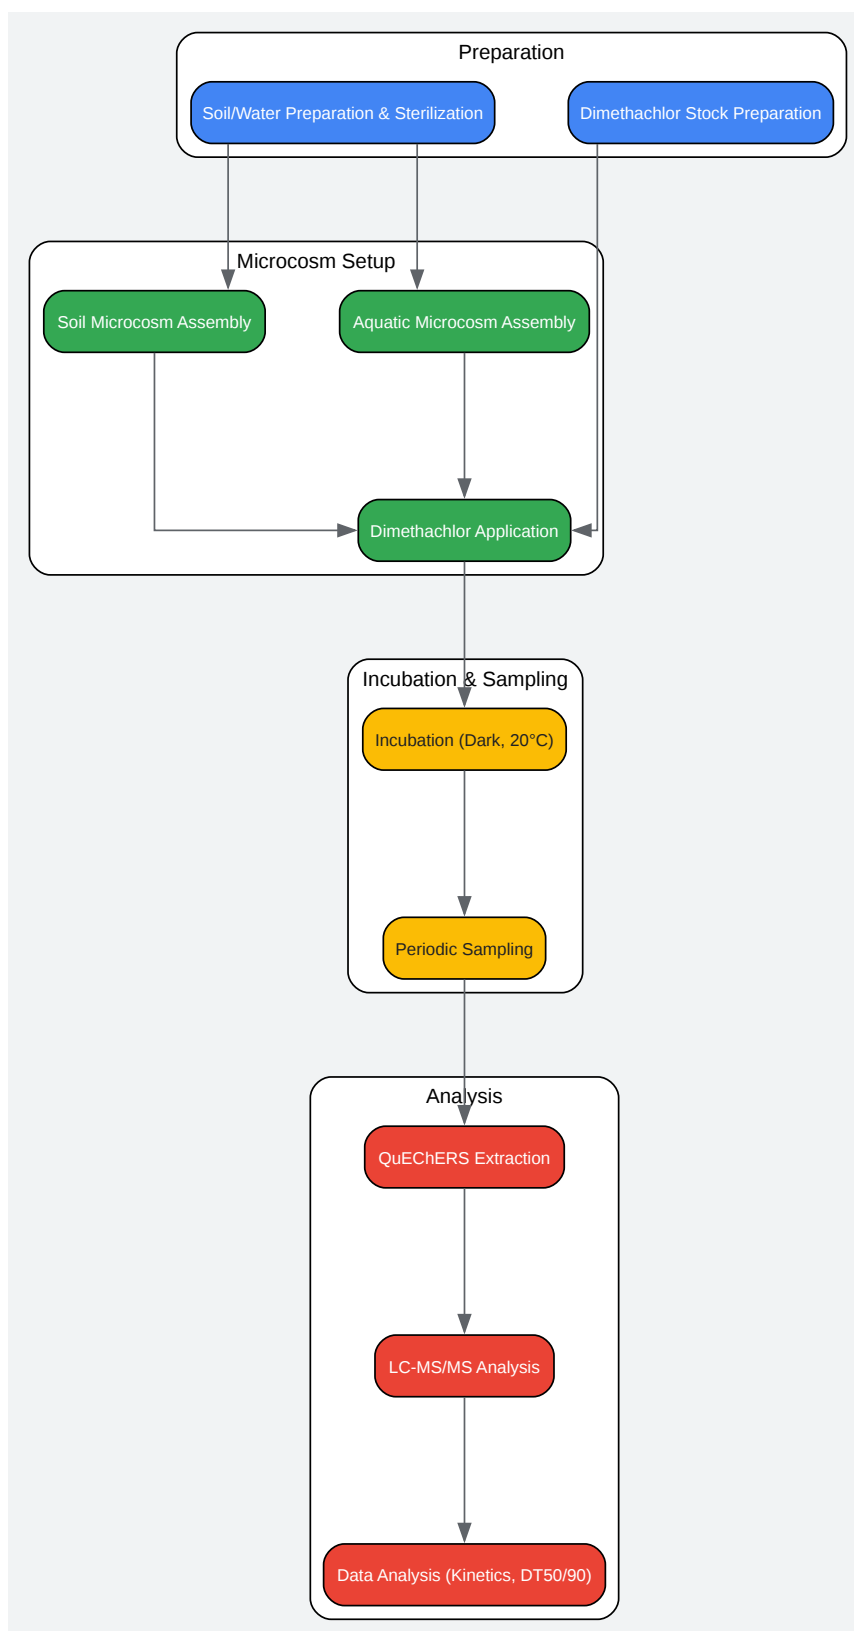 Preparation
Soil/Water Preparation & Sterilization
Dimethachlor Stock Preparation
Microcosm Setup
Soil Microcosm Assembly
Aquatic Microcosm Assembly
Dimethachlor Application
Incubation & Sampling
Incubation (Dark, 20°C)
Periodic Sampling
Analysis
QuEChERS Extraction
LC-MS/MS Analysis
Data Analysis (Kinetics, DT50/90)